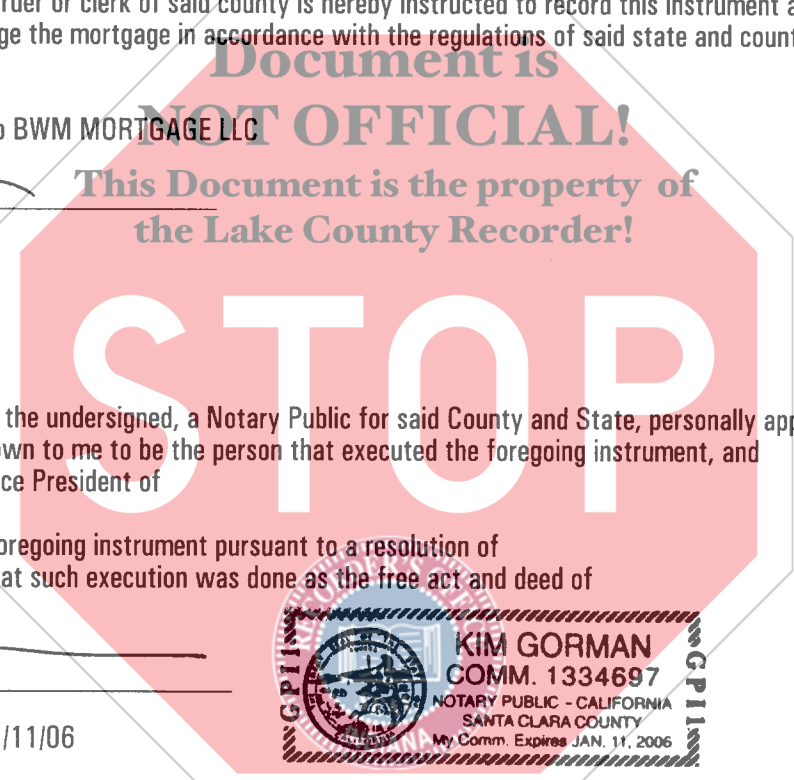 rder or clerk of said county is hereby instructed to record this instrument a
ge the mortgage in accordance with the regulations of said state and count
Document is
NOT OFFICIAL!
BWM MORTGAGE LLC
This Document is the property of
the Lake County Recorder!
STOP
the undersigned, a Notary Public for said County and State, personally app
wn to me to be the person that executed the foregoing instrument, and
ce President of
oregoing instrument pursuant to a resolution of
at such execution was done as the free act and deed of
KIM GORMAN
COMM. 1334697
NOTARY PUBLIC - CALIFORNIA
SANTA CLARA COUNTY
My Comm. Expires JAN. 11, 2006
GPI1
GPI1
/11/06